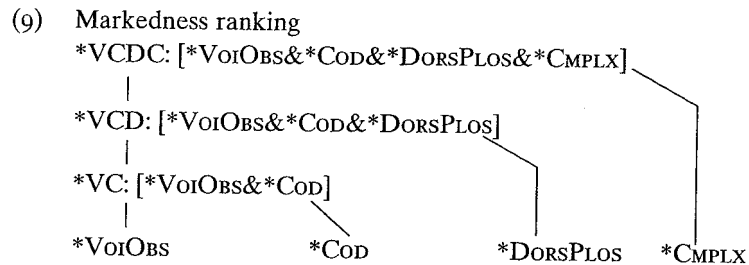 (9) Markedness ranking
*VCDC: [*VOIOBS&*COD&*DORSPLOS&*CMPLX]
*VCD: [*VOIOBS&*COD&*DORSPLOS]
*VC: [*VOIOBS&*COD]
*VOIOBS *COD *DORSPLOS *CMPLX